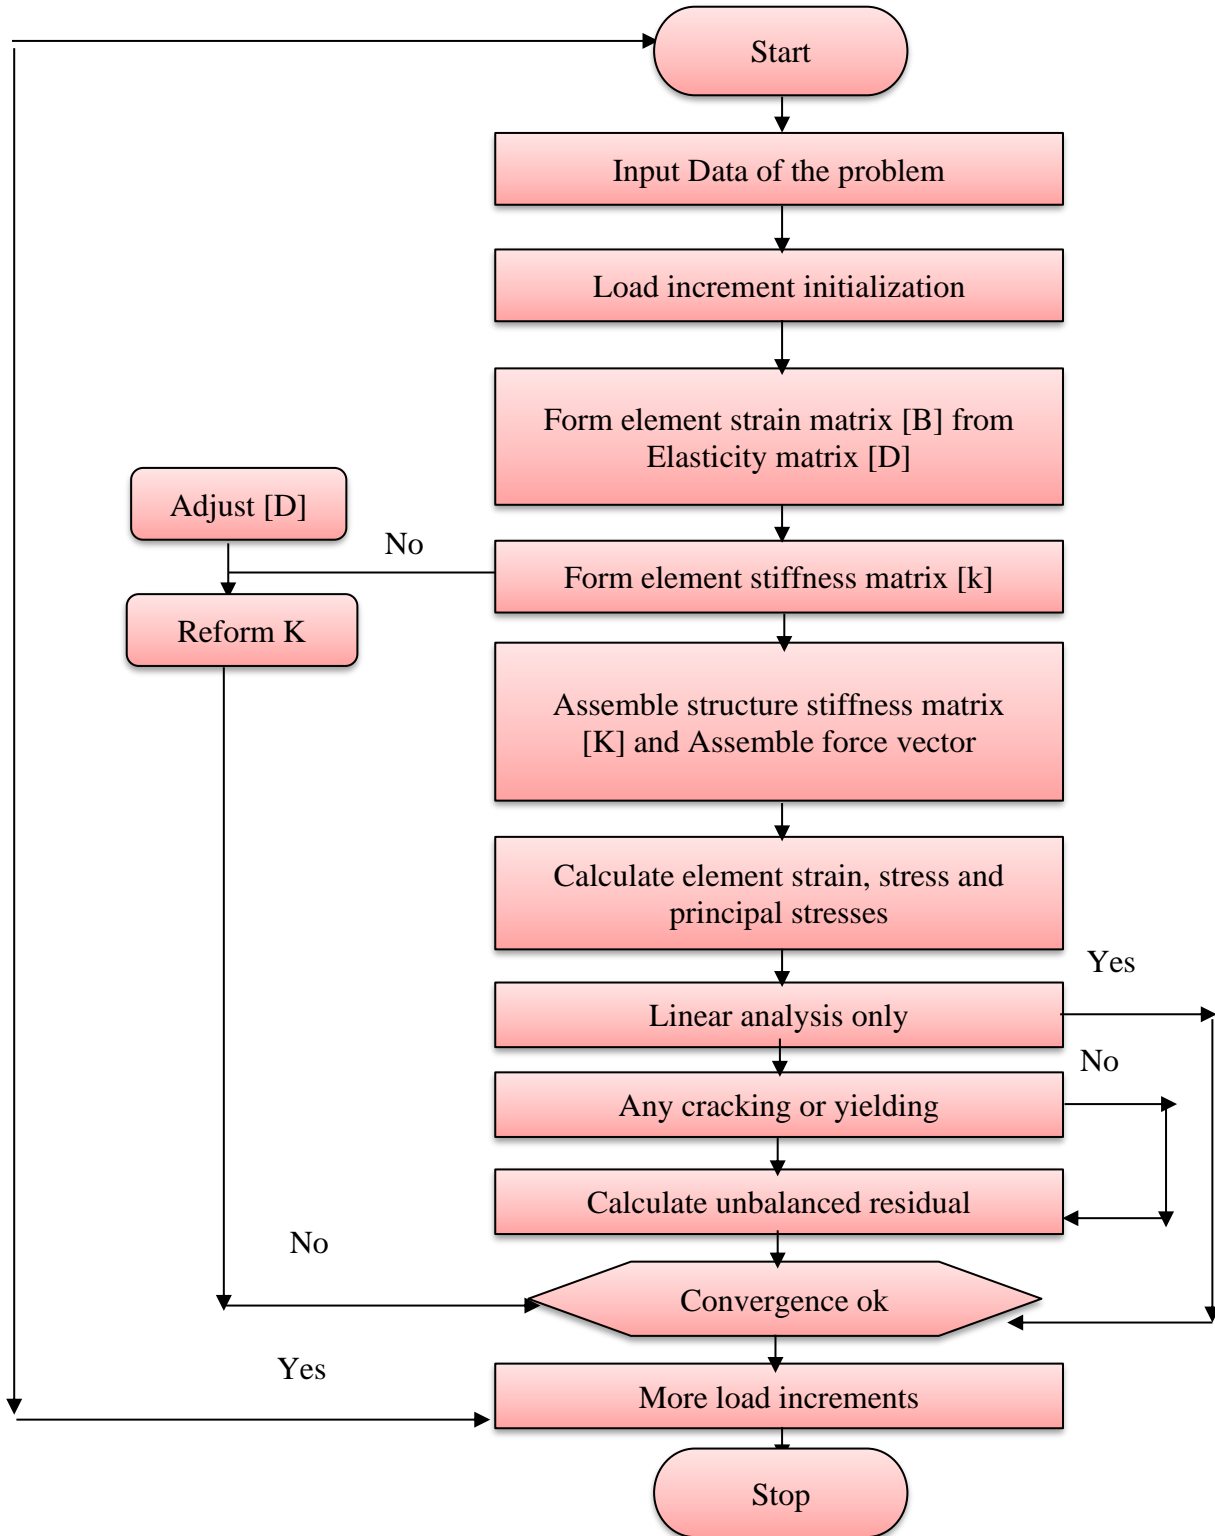 Start
Input Data of the problem
Load increment initialization
Form element strain matrix [B] from
Elasticity matrix [D]
Adjust [D]
No
Form element stiffness matrix [k]
Reform K
Assemble structure stiffness matrix
[K] and Assemble force vector
Calculate element strain, stress and
principal stresses
Yes
Linear analysis only
No
Any cracking or yielding
Calculate unbalanced residual
No
Convergence ok
Yes
More load increments
Stop